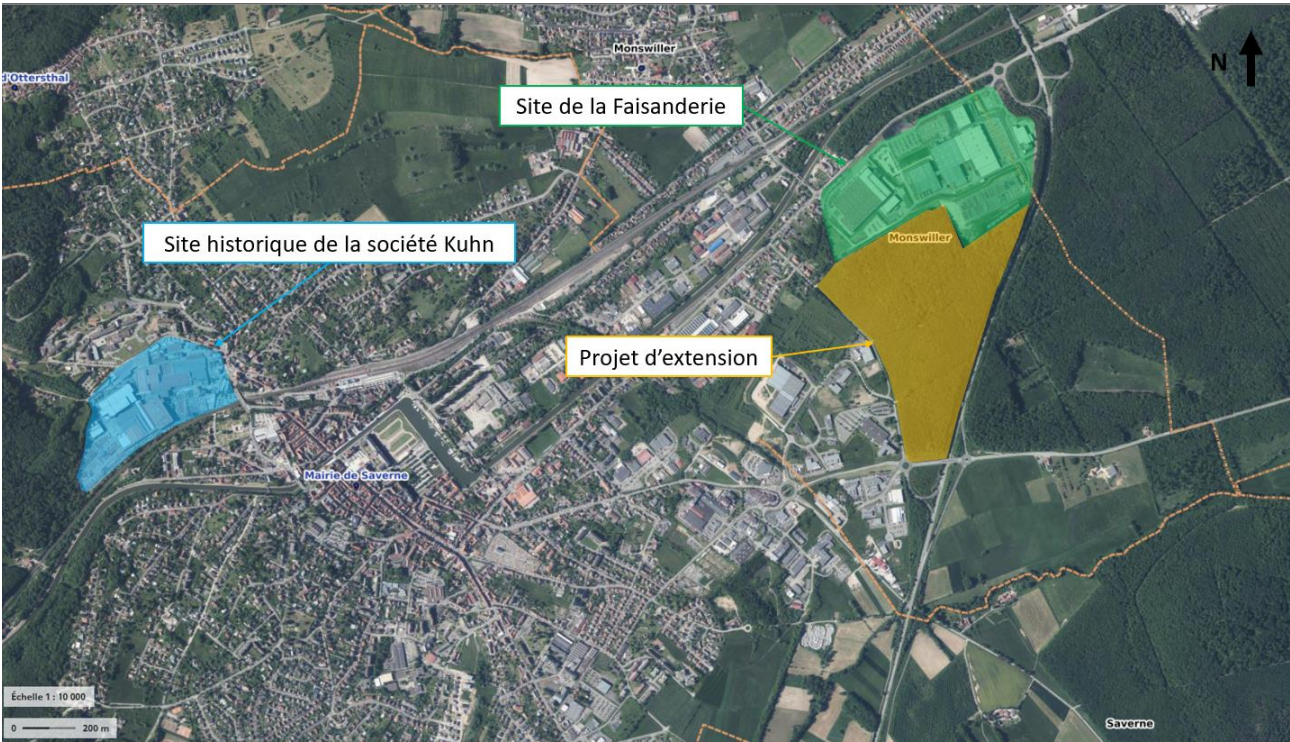 Monswiller
d'Ottersthal
N
Site de la Faisanderie
Site historique de la société Kuhn
Monswiller
Projet d'extension
Mairie de Saverne
Échelle 1 : 10 000
0 200 m
Saverne